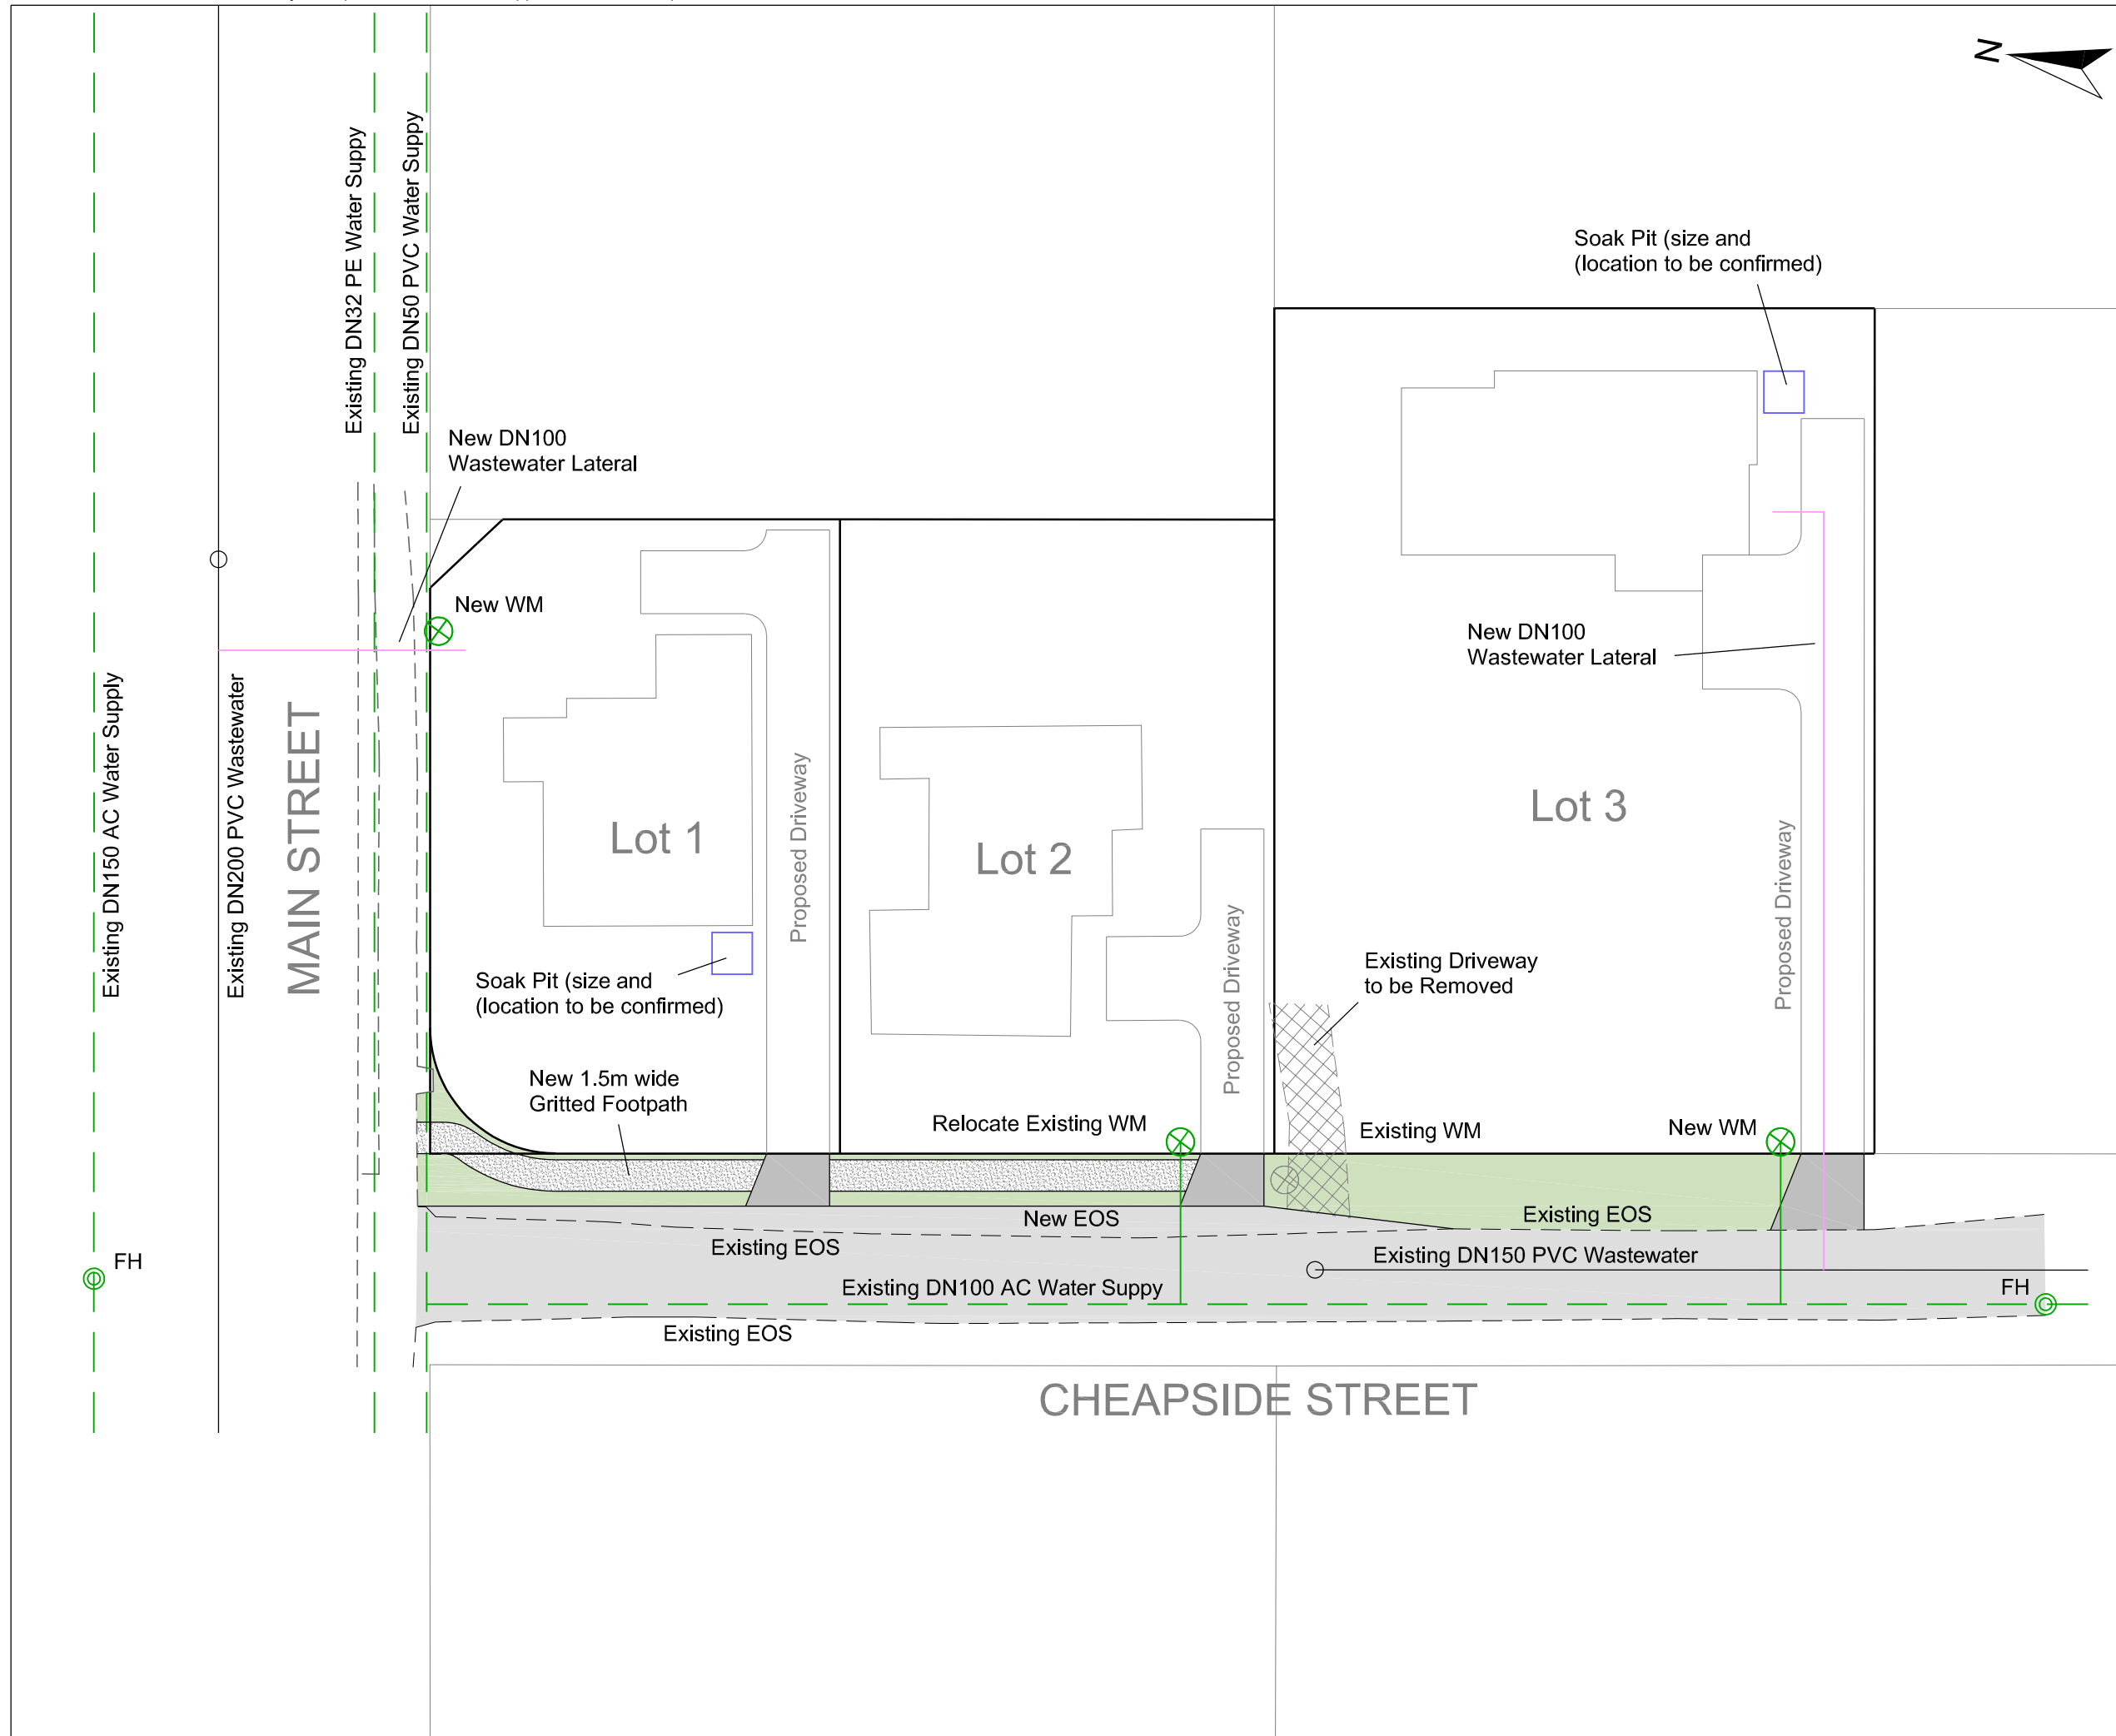 N
Existing DN32 PE Water Suppy
Existing DN50 PVC Water Suppy
Soak Pit (size and
(location to be confirmed)
New DN100
Wastewater Lateral
New WM
New DN100
Wastewater Lateral
Existing DN150 AC Water Supply
Existing DN200 PVC Wastewater
MAIN STREET
Lot 1
Proposed Driveway
Lot 2
Proposed Driveway
Lot 3
Proposed Driveway
Soak Pit (size and
(location to be confirmed)
Existing Driveway
to be Removed
New 1.5m wide
Gritted Footpath
Relocate Existing WM
Existing WM
New WM
New EOS
Existing EOS
Existing EOS
Existing DN150 PVC Wastewater
FH
Existing DN100 AC Water Suppy
FH
Existing EOS
CHEAPSIDE STREET